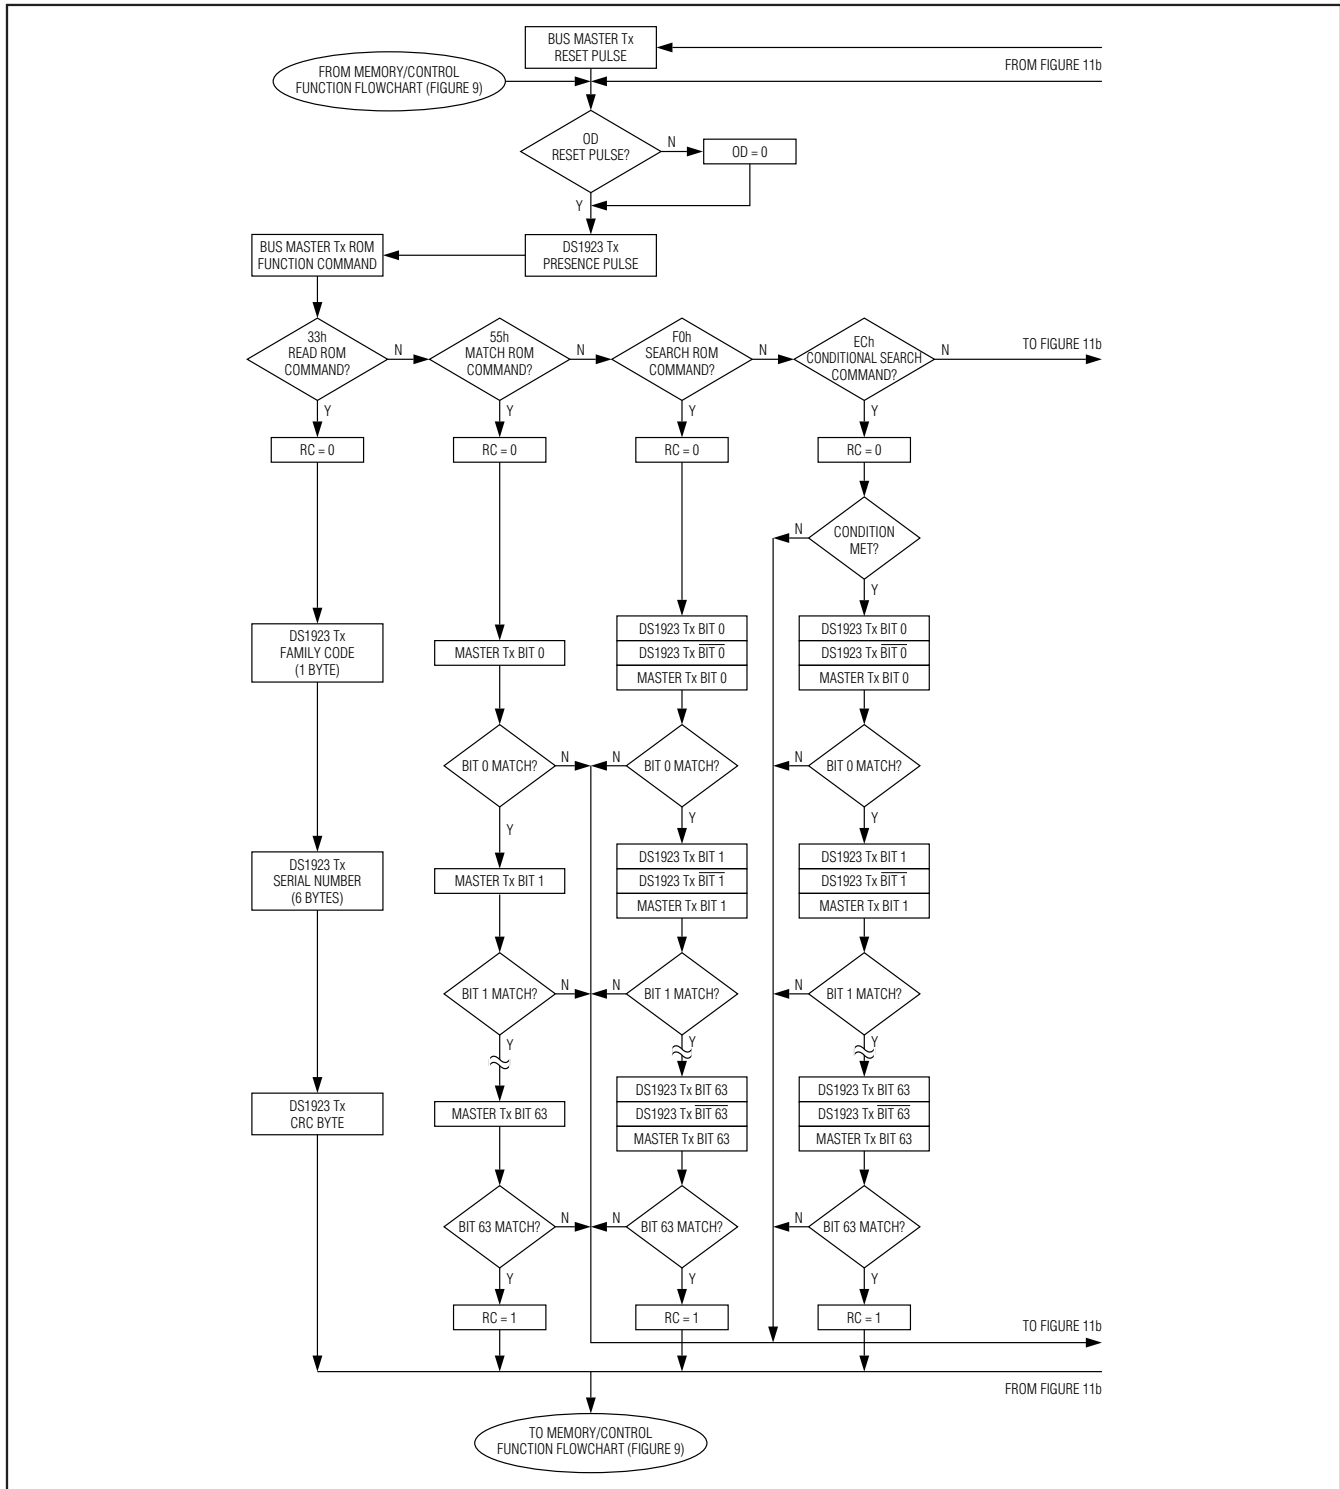 BUS MASTER Tx
RESET PULSE
FROM FIGURE 11b
FROM MEMORY/CONTROL
FUNCTION FLOWCHART (FIGURE 9)
OD
RESET PULSE?
N
OD = 0
Y
BUS MASTER Tx ROM
FUNCTION COMMAND
DS1923 Tx
PRESENCE PULSE
33h
READ ROM
COMMAND?
N
55h
MATCH ROM
COMMAND?
N
F0h
SEARCH ROM
COMMAND?
N
ECh
CONDITIONAL SEARCH
COMMAND?
N
TO FIGURE 11b
Y
Y
Y
Y
RC = 0
RC = 0
RC = 0
RC = 0
N
CONDITION
MET?
Y
DS1923 Tx
FAMILY CODE
(1 BYTE)
MASTER Tx BIT 0
DS1923 Tx BIT 0
DS1923 Tx BIT 0
MASTER Tx BIT 0
DS1923 Tx BIT 0
DS1923 Tx BIT 0
MASTER Tx BIT 0
BIT 0 MATCH?
N
N
BIT 0 MATCH?
N
BIT 0 MATCH?
Y
Y
Y
DS1923 Tx
SERIAL NUMBER
(6 BYTES)
MASTER Tx BIT 1
DS1923 Tx BIT 1
DS1923 Tx BIT 1
MASTER Tx BIT 1
DS1923 Tx BIT 1
DS1923 Tx BIT 1
MASTER Tx BIT 1
BIT 1 MATCH?
N
N
BIT 1 MATCH?
N
BIT 1 MATCH?
Y
Y
Y
DS1923 Tx
CRC BYTE
MASTER Tx BIT 63
DS1923 Tx BIT 63
DS1923 Tx BIT 63
MASTER Tx BIT 63
DS1923 Tx BIT 63
DS1923 Tx BIT 63
MASTER Tx BIT 63
BIT 63 MATCH?
N
N
BIT 63 MATCH?
N
BIT 63 MATCH?
Y
Y
Y
RC = 1
RC = 1
RC = 1
TO FIGURE 11b
FROM FIGURE 11b
TO MEMORY/CONTROL
FUNCTION FLOWCHART (FIGURE 9)